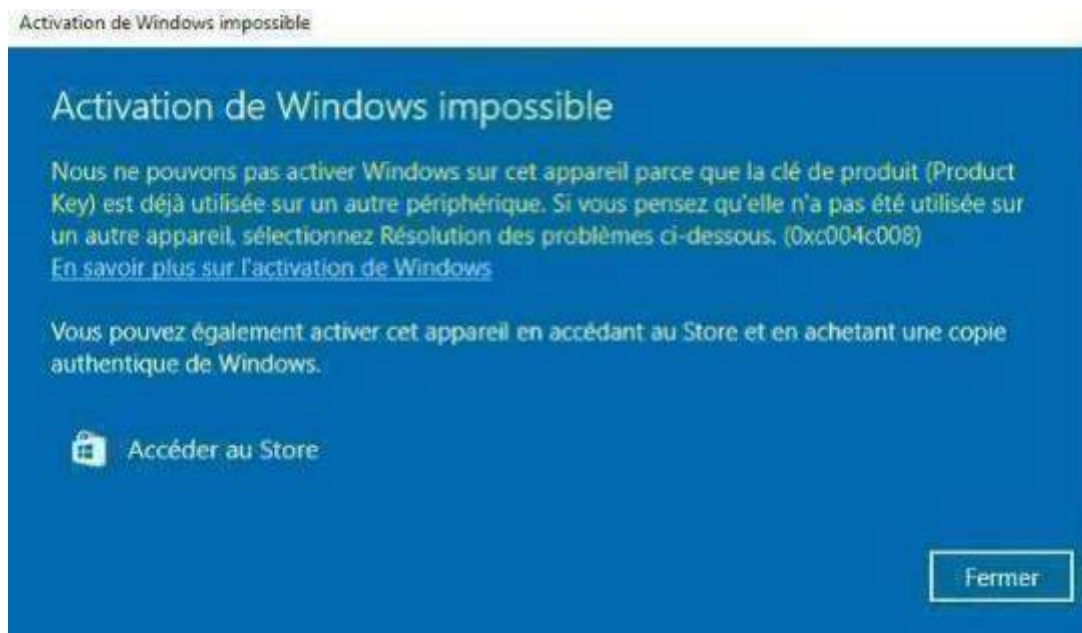 Activation de Windows impossible
Activation de Windows impossible
Nous ne pouvons pas activer Windows sur cet appareil parce que la clé de produit (Product
Key) est déjà utilisée sur un autre périphérique. Si vous pensez qu'elle n'a pas été utilisée sur
un autre appareil, sélectionnez Résolution des problèmes ci-dessous. (0xc004c008)
En savoir plus sur l'activation de Windows
Vous pouvez également activer cet appareil en accédant au Store et en achetant une copie
authentique de Windows.
Accéder au Store
Fermer